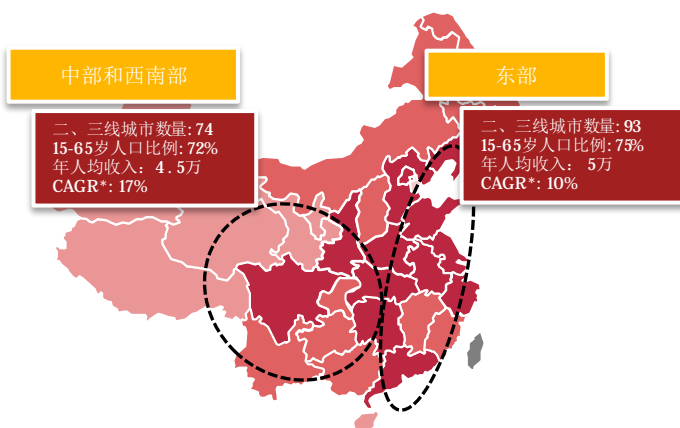 中部和西南部
二、三线城市数量: 74
15-65岁人口比例: 72%
年人均收入：4.5万
CAGR*: 17%
东部
二、三线城市数量: 93
15-65岁人口比例: 75%
年人均收入： 5万
CAGR*: 10%